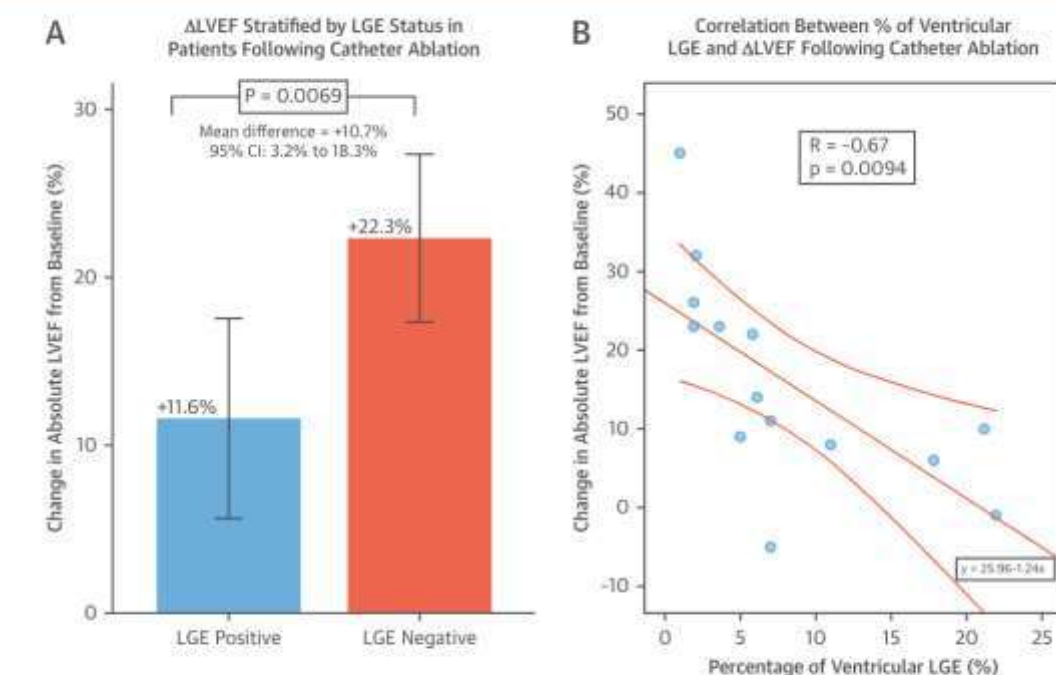 A
ΔLVEF Stratified by LGE Status in
Patients Following Catheter Ablation
Change in Absolute LVEF from Baseline (%)
30
20
10
0
P = 0.0069
Mean difference = +10.7%
95% CI: 3.2% to 18.3%
+11.6%
+22.3%
LGE Positive
LGE Negative
B
Correlation Between % of Ventricular
LGE and ΔLVEF Following Catheter Ablation
Change in Absolute LVEF from Baseline (%)
50
40
30
20
10
0
-10
R = -0.67
p = 0.0094
y = 25.96-1.24x
0 5 10 15 20 25
Percentage of Ventricular LGE (%)